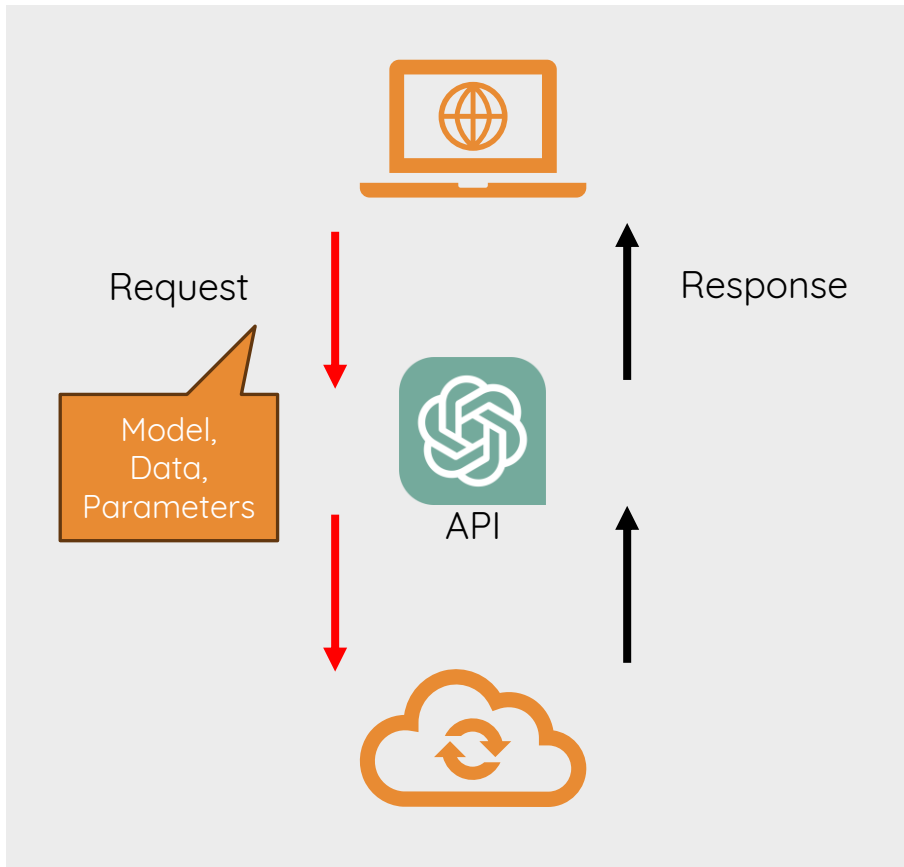 Request
Response
Model,
Data,
Parameters
API